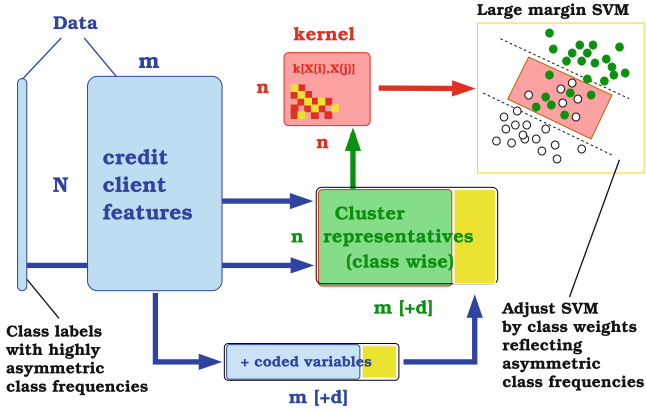 Data
m
N
credit
client
features
Class labels
with highly
asymmetric
class frequencies
kernel
n
k[X(i),X(j)]
n
n
Cluster
representatives
(class wise)
m [+d]
+ coded variables
m [+d]
Large margin SVM
Adjust SVM
by class weights
reflecting
asymmetric
class frequencies